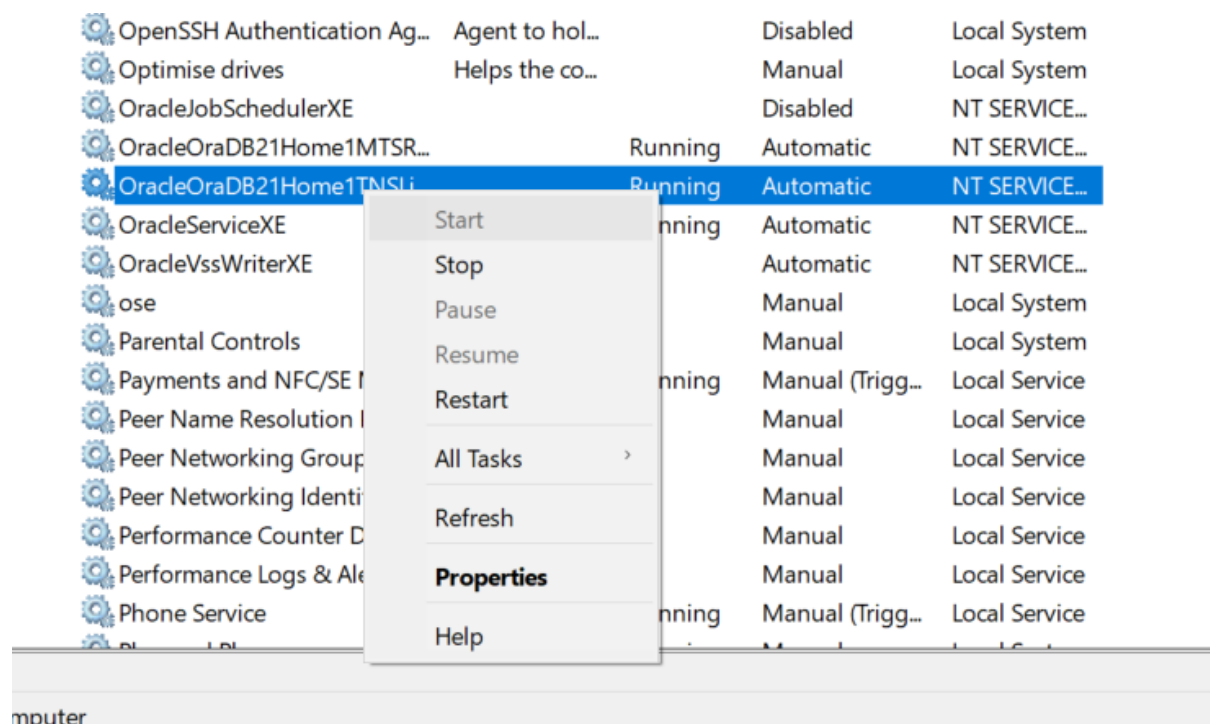 OpenSSH Authentication Ag... Agent to hol... Disabled Local System
Optimise drives Helps the co... Manual Local System
OracleJobSchedulerXE Disabled NT SERVICE...
OracleOraDB21Home1MTSR... Running Automatic NT SERVICE...
OracleOraDB21Home1TNSLi Running Automatic NT SERVICE...
Start
OracleServiceXE nning Automatic NT SERVICE...
Stop
OracleVssWriterXE Automatic NT SERVICE...
ose Manual Local System
Pause
Parental Controls Manual Local System
Resume
Payments and NFC/SE nning Manual (Trigg... Local Service
Restart
Peer Name Resolution Manual Local Service
Peer Networking Group Manual Local Service
All Tasks
Peer Networking Identi Manual Local Service
Refresh
Performance Counter D Manual Local Service
Performance Logs & Ale Manual Local Service
Properties
Phone Service nning Manual (Trigg... Local Service
Help
mputer